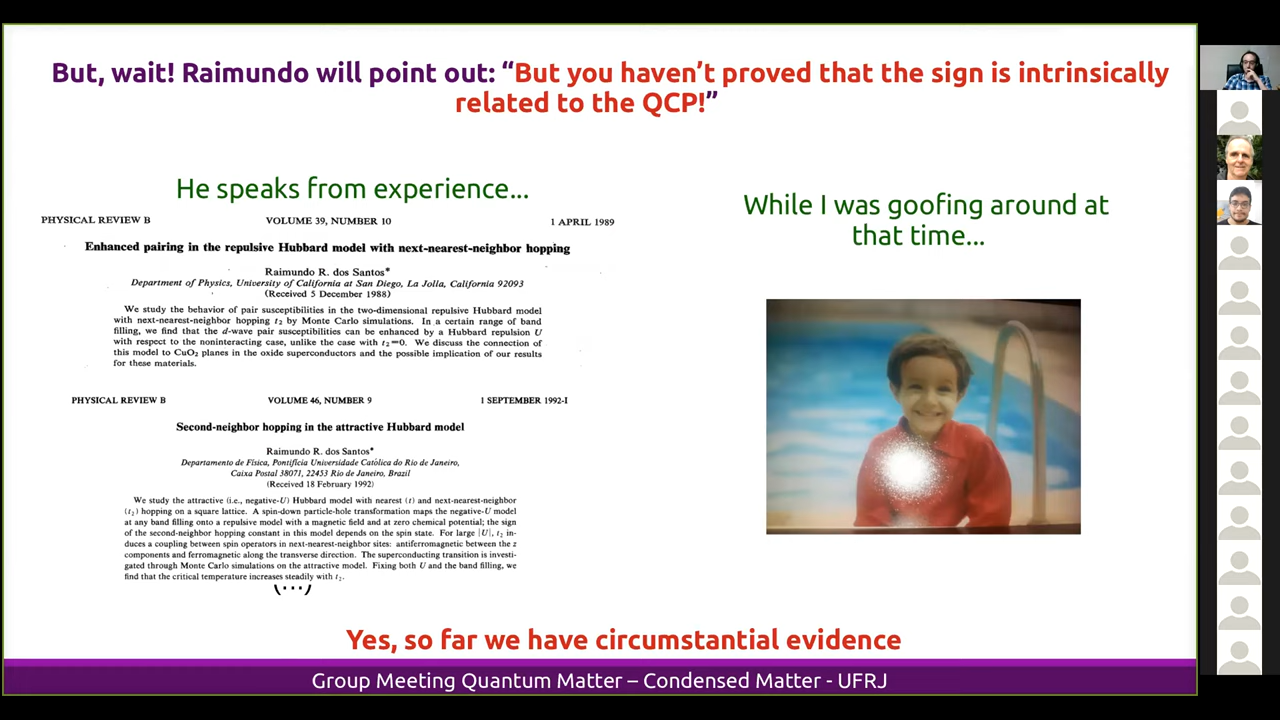 But, wait! Raimundo will point out: “But you haven’t proved that the sign is intrinsically
related to the QCP!”
He speaks from experience...
PHYSICAL REVIEW B VOLUME 39, NUMBER 10 1 APRIL 1989
Enhanced pairing in the repulsive Hubbard model with next-nearest-neighbor hopping
Raimundo R. dos Santos*
Department of Physics, University of California at San Diego, La Jolla, California 92093
(Received 5 December 1988)
We study the behavior of pair susceptibilities in the two-dimensional repulsive Hubbard model
with next-nearest-neighbor hopping t₂ by Monte Carlo simulations. In a certain range of band
filling, we find that the d-wave pair susceptibilities can be enhanced by a Hubbard repulsion U
with respect to the noninteracting case, unlike the case with t₂=0. We discuss the connection of
this model to CuO₂ planes in the oxide superconductors and the possible implication of our results
for these materials.
PHYSICAL REVIEW B VOLUME 46, NUMBER 9 1 SEPTEMBER 1992-I
Second-neighbor hopping in the attractive Hubbard model
Raimundo R. dos Santos*
Departamento de Física, Pontifícia Universidade Católica do Rio de Janeiro,
Caixa Postal 38071, 22453 Rio de Janeiro, Brazil
(Received 18 February 1992)
We study the attractive (i.e., negative-U) Hubbard model with nearest (t) and next-nearest-neighbor
(t₂) hopping on a square lattice. A spin-down particle-hole transformation maps the negative-U model
at any band filling onto a repulsive model with a magnetic field and at zero chemical potential; the sign
of the second-neighbor hopping constant in this model depends on the spin state. For large |U|, t₂ in-
duces a coupling between spin operators in next-nearest-neighbor sites: antiferromagnetic between the z
components and ferromagnetic along the transverse direction. The superconducting transition is investi-
gated through Monte Carlo simulations on the attractive model. Fixing both U and the band filling, we
find that the critical temperature increases steadily with t₂.
(...)
While I was goofing around at
that time...
Yes, so far we have circumstantial evidence
Group Meeting Quantum Matter – Condensed Matter - UFRJ